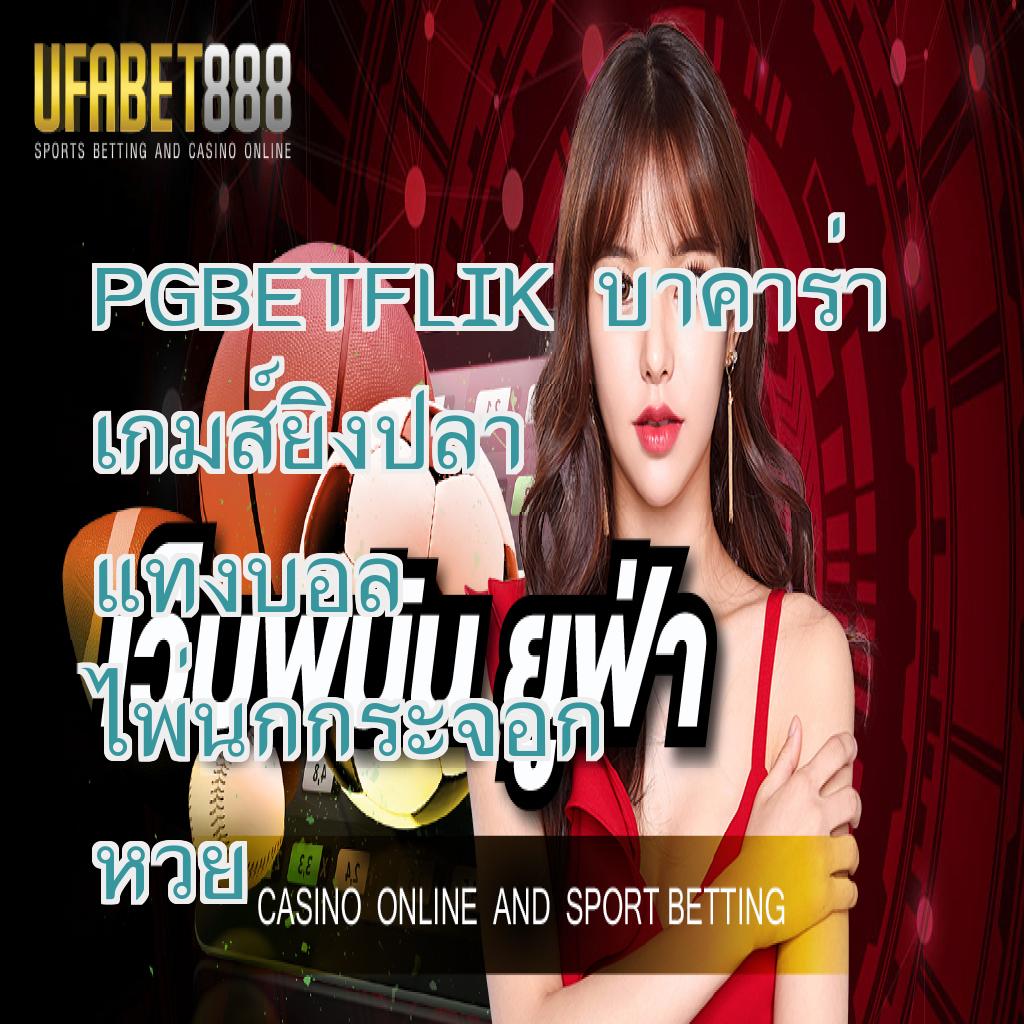 UFABET888
SPORTS BETTING AND CASINO ONLINE
PGBETFLIK บาคาร่า
เกมส์ยิงปลา
แทงบอล
เว็บพนัน ยูฟ่า
ไพ่นกกระจอก
หวย
CASINO ONLINE AND SPORT BETTING